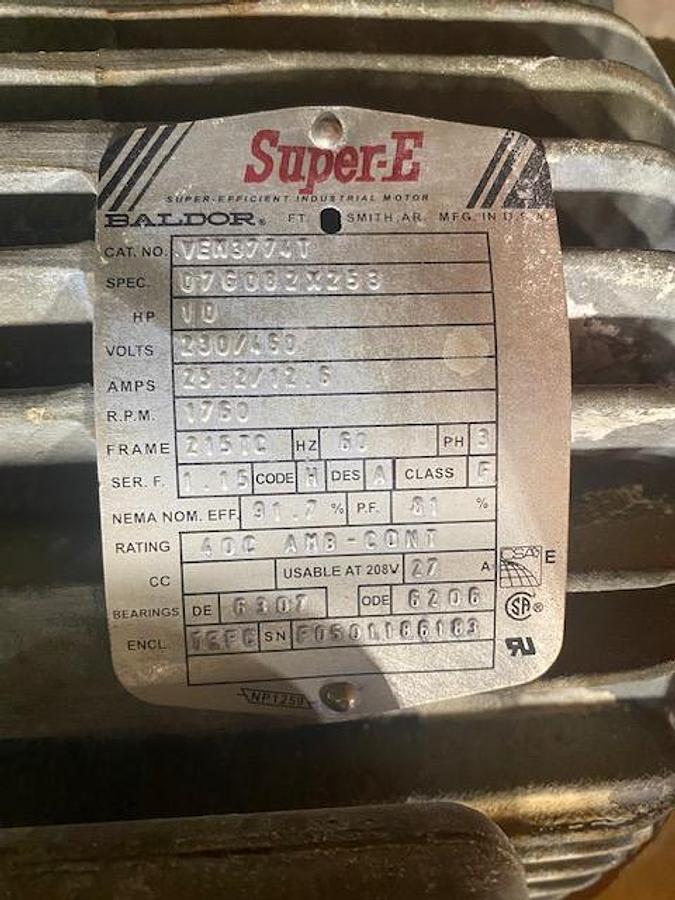 Super-E
SUPER-EFFICIENT INDUSTRIAL MOTOR
BALDOR® FT. SMITH, AR. MFG. IN U.S.A.
CAT. NO. VEM3774T
SPEC. 07G082X258
HP 10
VOLTS 230/460
AMPS 25.2/12.6
R.P.M. 1760
FRAME 215TC HZ 60 PH 3
SER. F. 1.15 CODE H DES A CLASS F
NEMA NOM. EFF. 91.7 % P.F. 81 %
RATING 40C AMB-CONT
CC USABLE AT 208V 27 A
BEARINGS DE 6307 ODE 6206
ENCL. TEFC SN F0501186183
NP1259
CSA E
SA ®